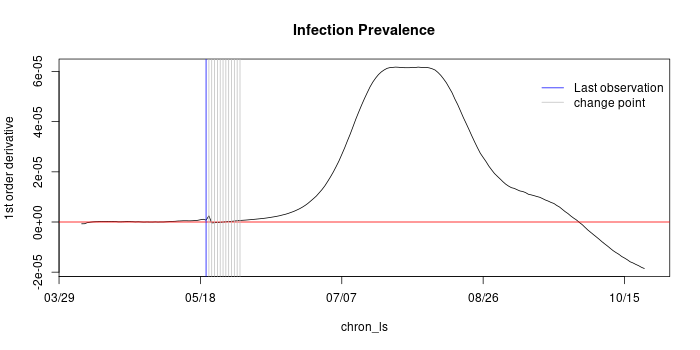 Infection Prevalence
1st order derivative
6e-05
4e-05
2e-05
0e+00
-2e-05
Last observation
change point
03/29
05/18
07/07
08/26
10/15
chron_ls